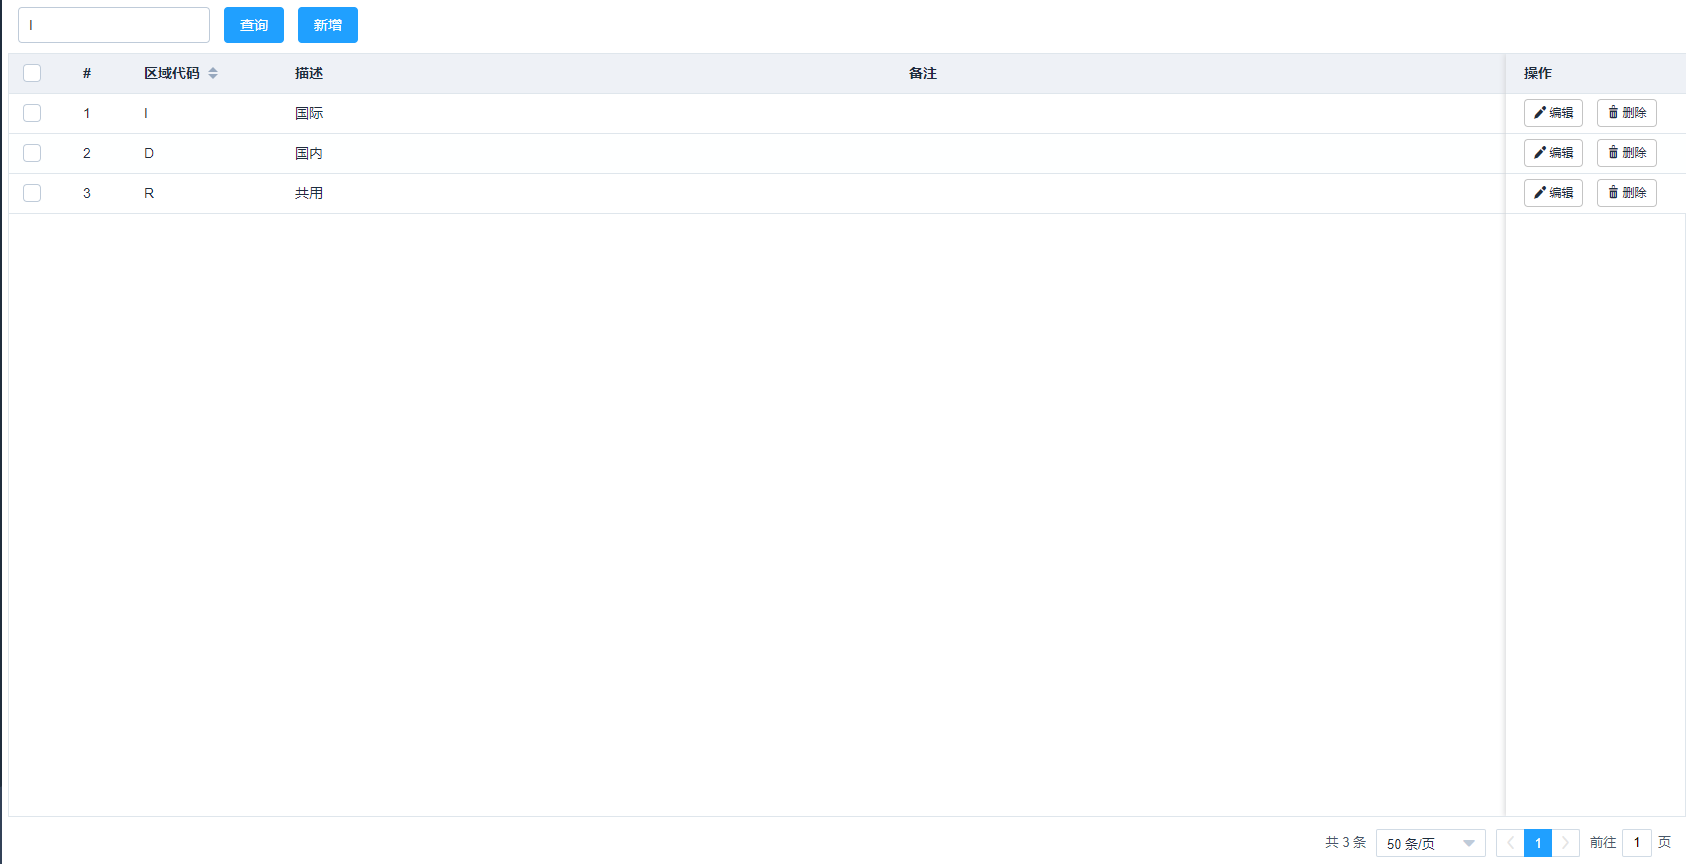 I 查询 新增
# 区域代码 描述 备注 操作
1 I 国际 编辑 删除
2 D 国内 编辑 删除
3 R 共用 编辑 删除
共 3 条 50 条/页 1 前往 1 页